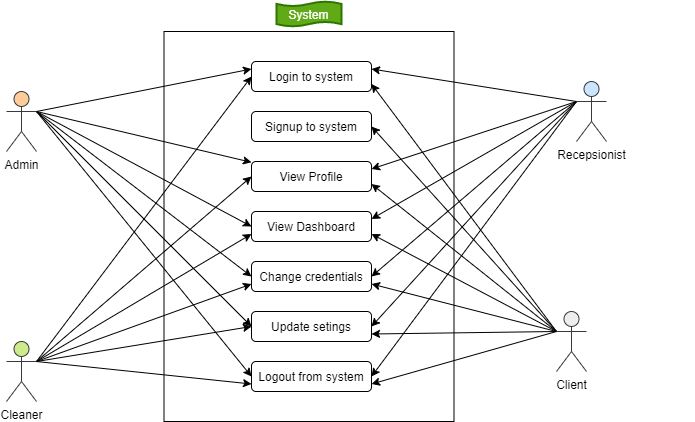 System
Login to system
Signup to system
View Profile
View Dashboard
Change credentials
Update setings
Logout from system
Admin
Recepsionist
Cleaner
Client